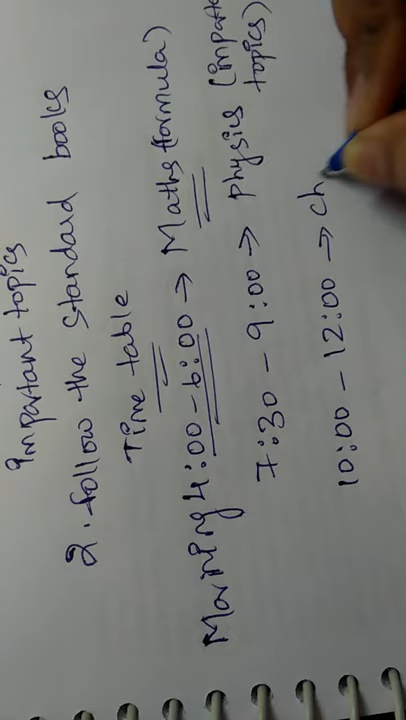 Important topics
2. follow the standard books
Time table
Morning 4:00 - 6:00 → Maths (formula)
7:30 - 9:00 → physics (
topics)
10:00 - 12:00 → ch